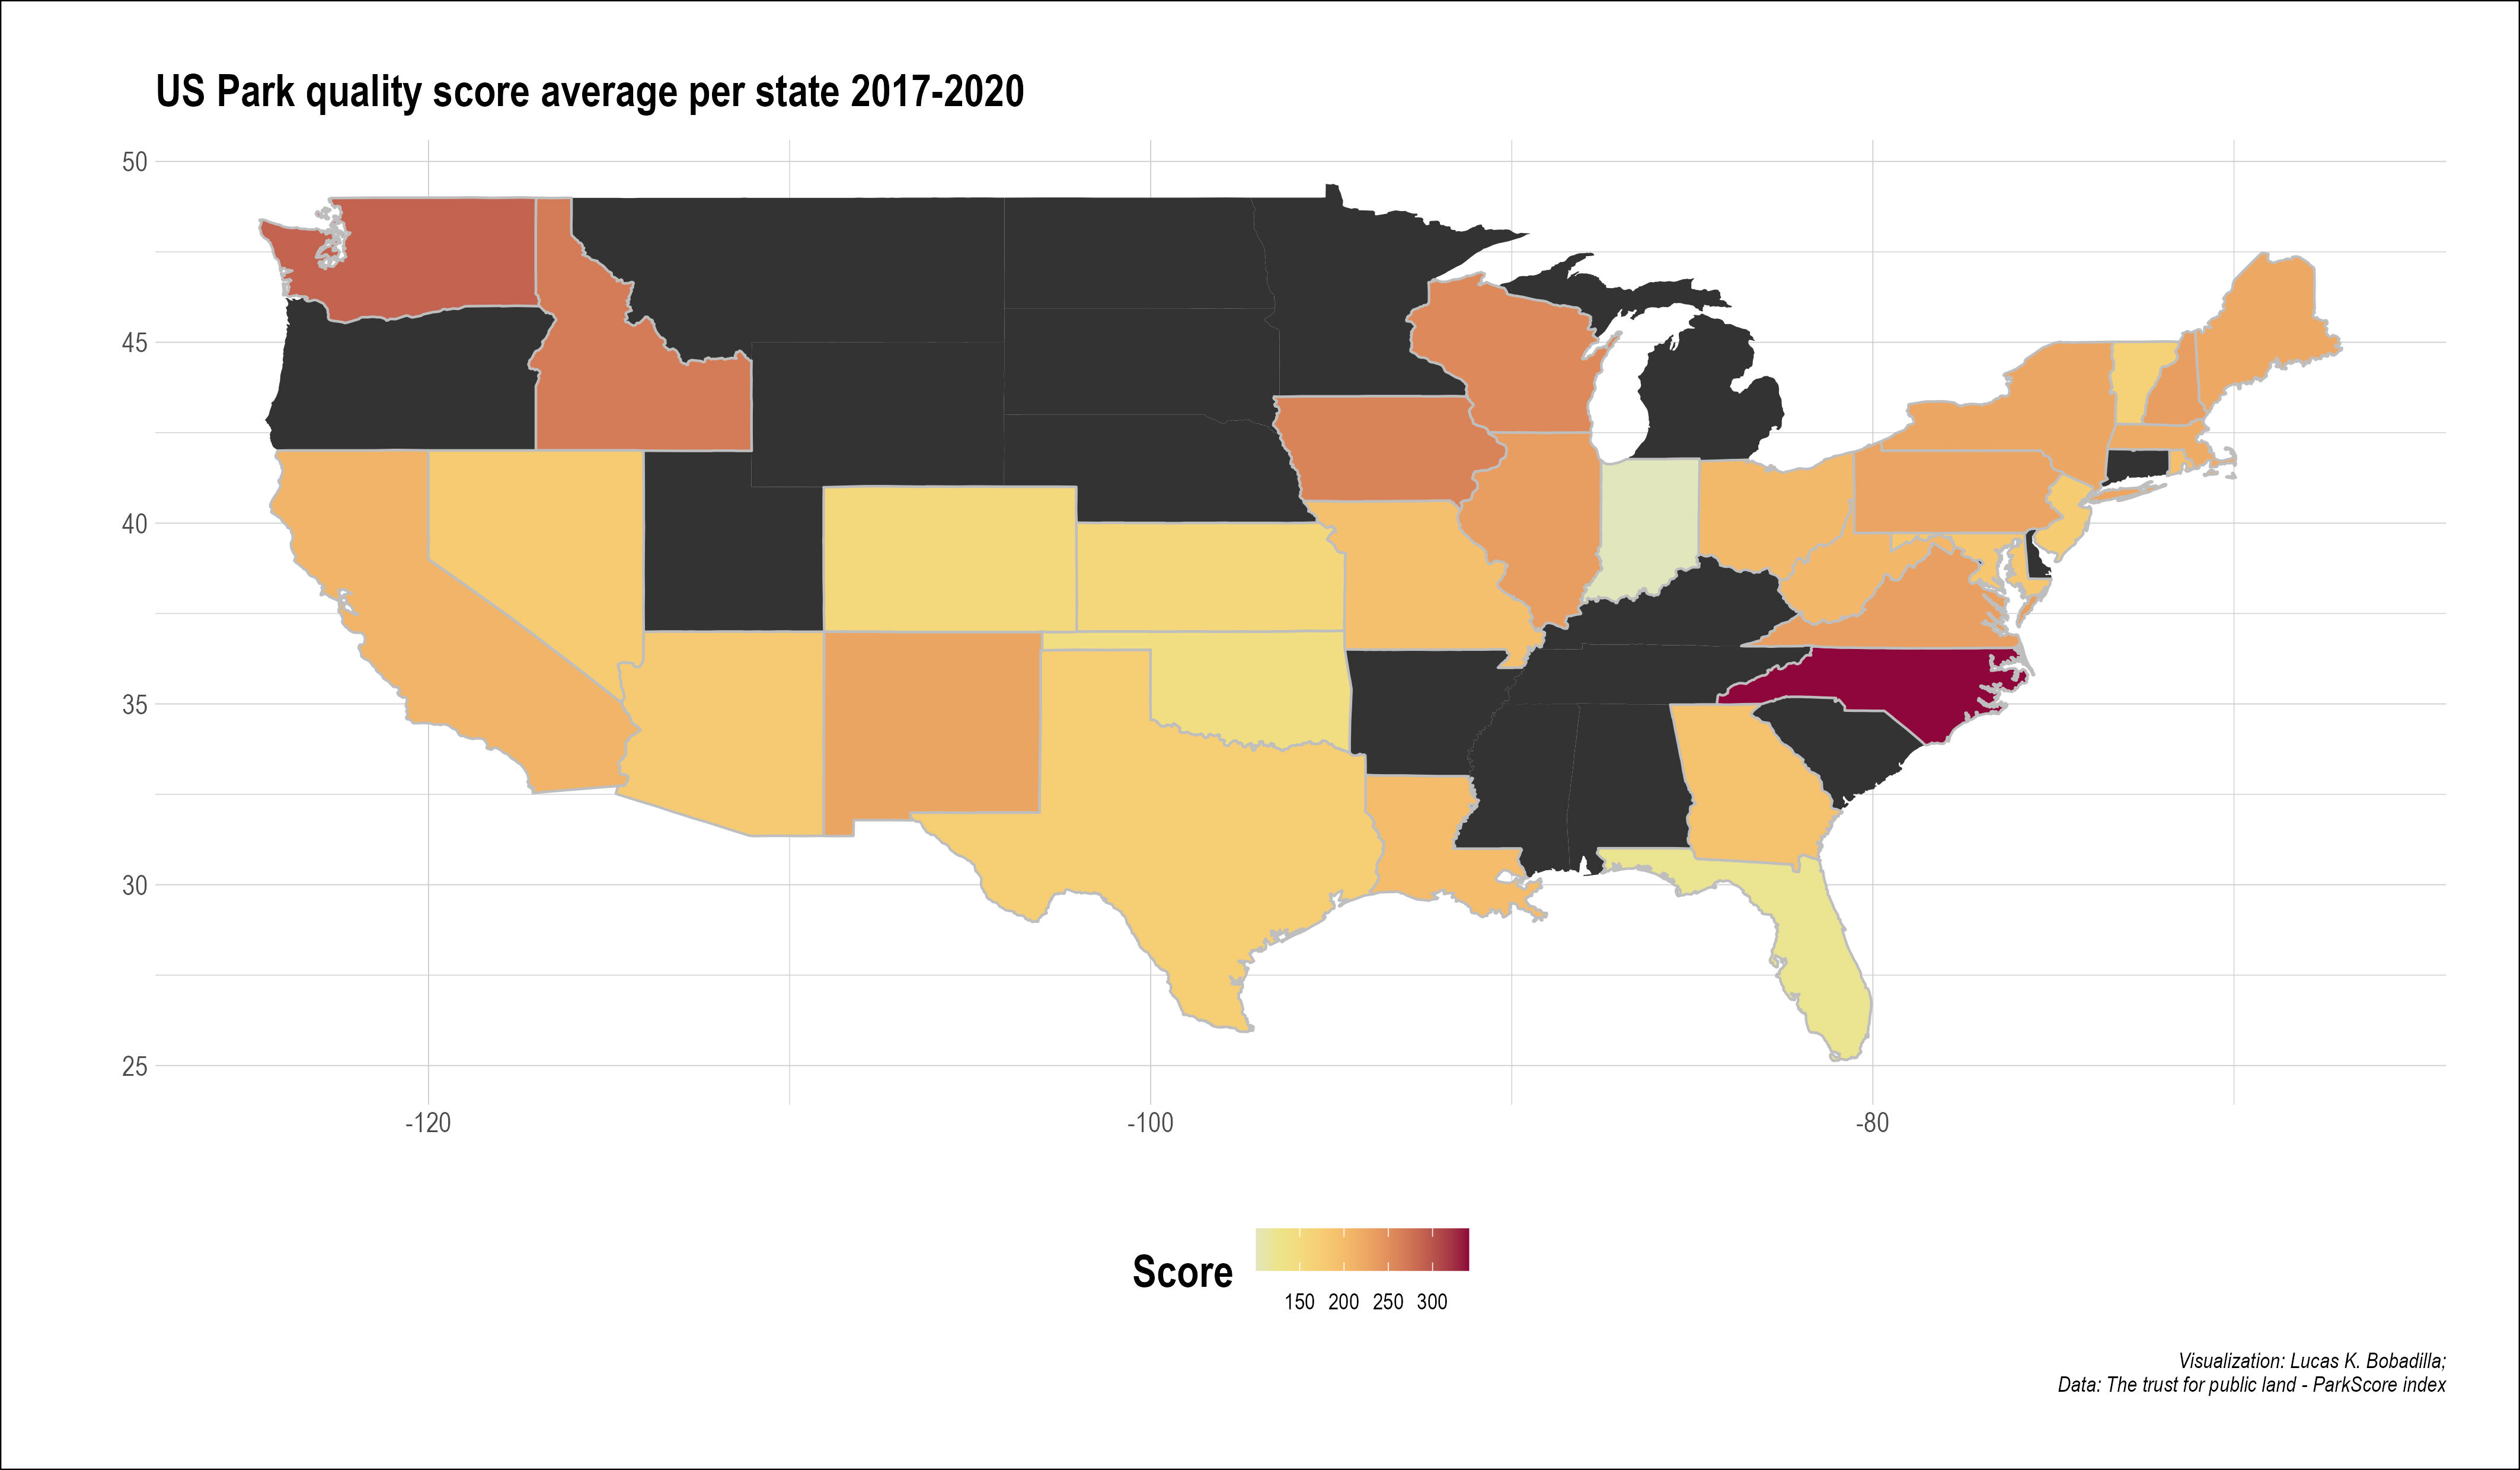 US Park quality score average per state 2017-2020
50
45
40
35
30
25
-120
-100
-80
Score
150 200 250 300
Visualization: Lucas K. Bobadilla;
Data: The trust for public land - ParkScore index